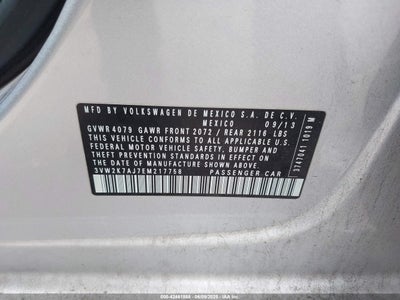 MFD BY VOLKSWAGEN DE MEXICO S.A. DE C.V.
MEXICO 09/13
GVWR 4079 GAWR FRONT 2072 / REAR 2116 LBS
THIS VEHICLE CONFORMS TO ALL APPLICABLE U.S.
FEDERAL MOTOR VEHICLE SAFETY, BUMPER AND
THEFT PREVENTION STANDARDS IN EFFECT ON THE
DATE OF MANUFACTURE SHOWN ABOVE.
3VW2K7AJ7EM217758 PASSENGER CAR
3747041 1019 M